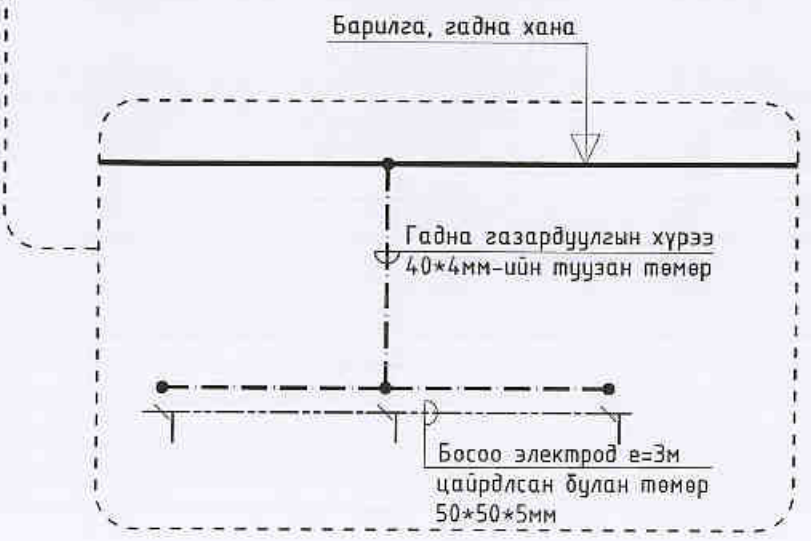 Барилга, гадна хана
Гадна газардуулгын хүрээ
40*4мм-ийн туузан төмөр
Босоо электрод е=3м
цайрдлсан булан төмөр
50*50*5мм